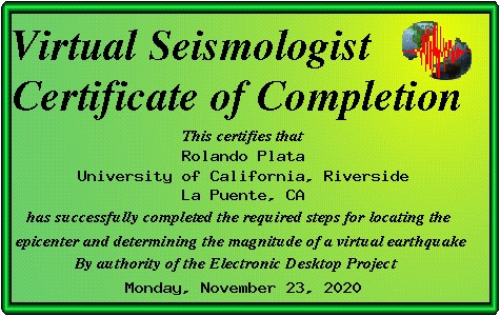 Virtual Seismologist
Certificate of Completion
This certifies that
Rolando Plata
University of California, Riverside
La Puente, CA
has successfully completed the required steps for locating the
epicenter and determining the magnitude of a virtual earthquake
By authority of the Electronic Desktop Project
Monday, November 23, 2020